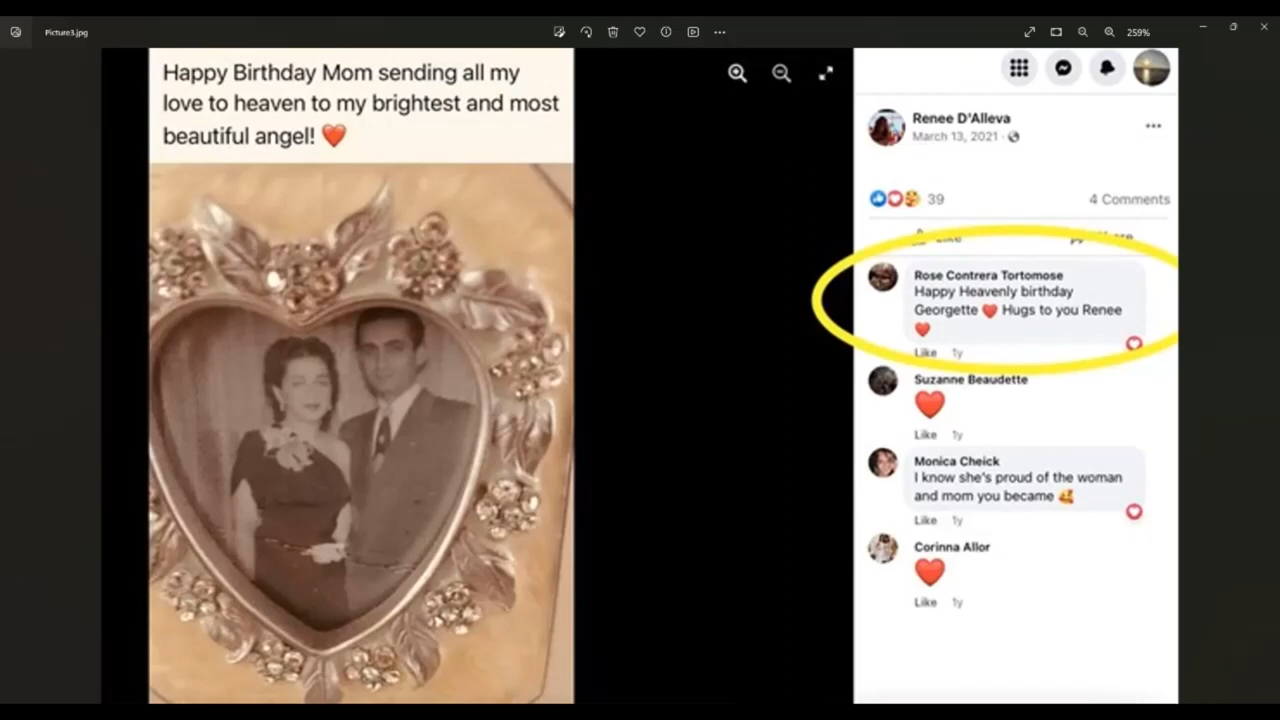 Picture3.jpg
259%
Happy Birthday Mom sending all my
love to heaven to my brightest and most
beautiful angel! ❤️
Renee D'Alleva
March 13, 2021 ·
39
4 Comments
Like
Rose Contrera Tortomose
Happy Heavenly birthday
Georgette ❤️ Hugs to you Renee
❤️
Like 1y
Suzanne Beaudette
❤️
Like 1y
Monica Cheick
I know she's proud of the woman
and mom you became 🥰
Like 1y
Corinna Allor
❤️
Like 1y